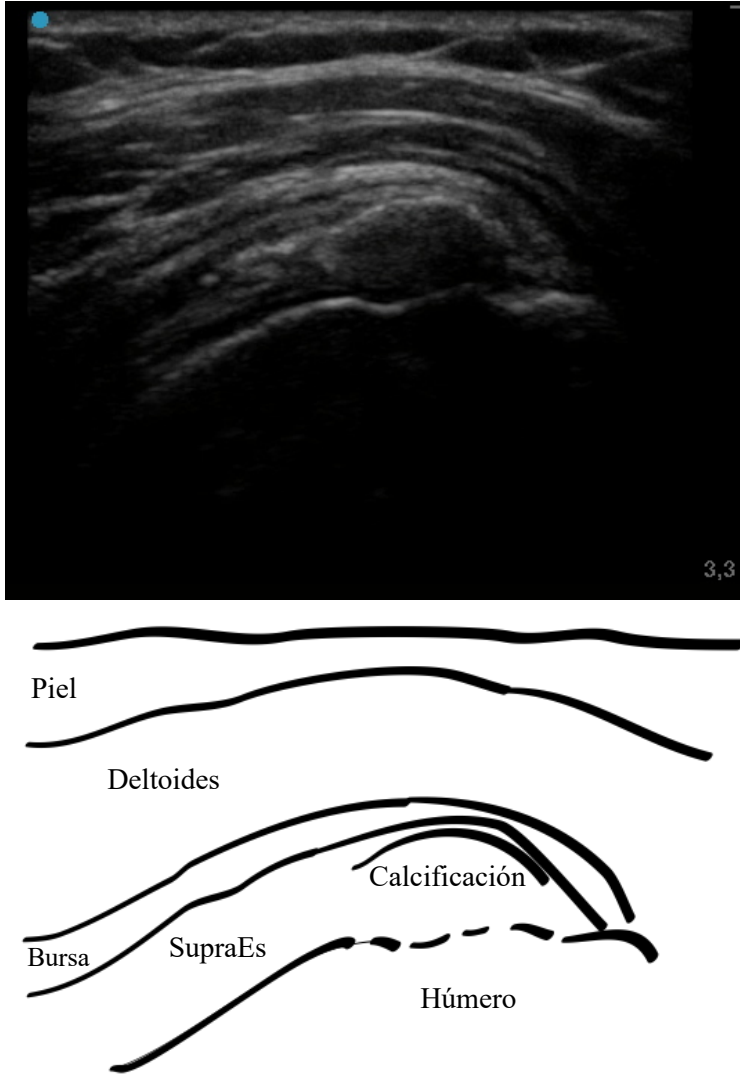 3,3
Piel
Deltoides
Calcificación
Bursa
SupraEs
Húmero